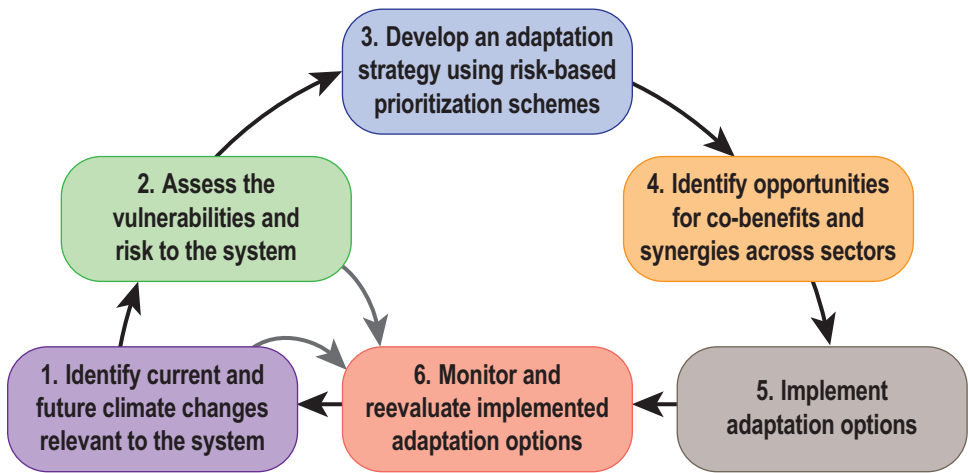 1. Identify current and
future climate changes
relevant to the system
2. Assess the
vulnerabilities and
risk to the system
3. Develop an adaptation
strategy using risk-based
prioritization schemes
4. Identify opportunities
for co-benefits and
synergies across sectors
5. Implement
adaptation options
6. Monitor and
reevaluate implemented
adaptation options